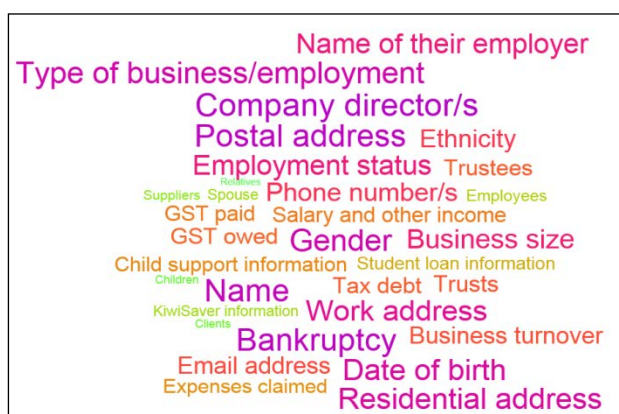 Name of their employer
Type of business/employment
Company director/s
Postal address Ethnicity
Employment status Trustees
Relatives
Suppliers Spouse Phone number/s Employees
GST paid Salary and other income
GST owed Gender Business size
Child support information Student loan information
Children Name Tax debt Trusts
KiwiSaver information Work address
Clients
Bankruptcy Business turnover
Email address Date of birth
Expenses claimed Residential address